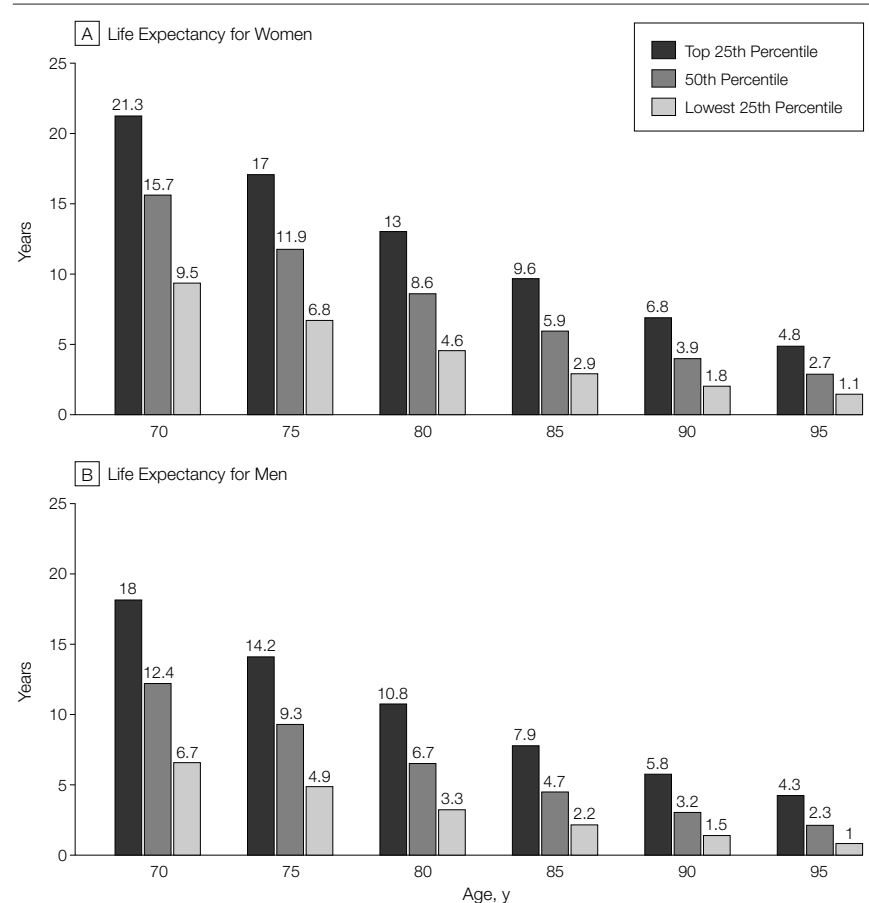 A Life Expectancy for Women
Top 25th Percentile
50th Percentile
Lowest 25th Percentile
Years
25
20
15
10
5
0
21.3 15.7 9.5
17 11.9 6.8
13 8.6 4.6
9.6 5.9 2.9
6.8 3.9 1.8
4.8 2.7 1.1
70 75 80 85 90 95
B Life Expectancy for Men
Years
25
20
15
10
5
0
18 12.4 6.7
14.2 9.3 4.9
10.8 6.7 3.3
7.9 4.7 2.2
5.8 3.2 1.5
4.3 2.3 1
70 75 80 85 90 95
Age, y